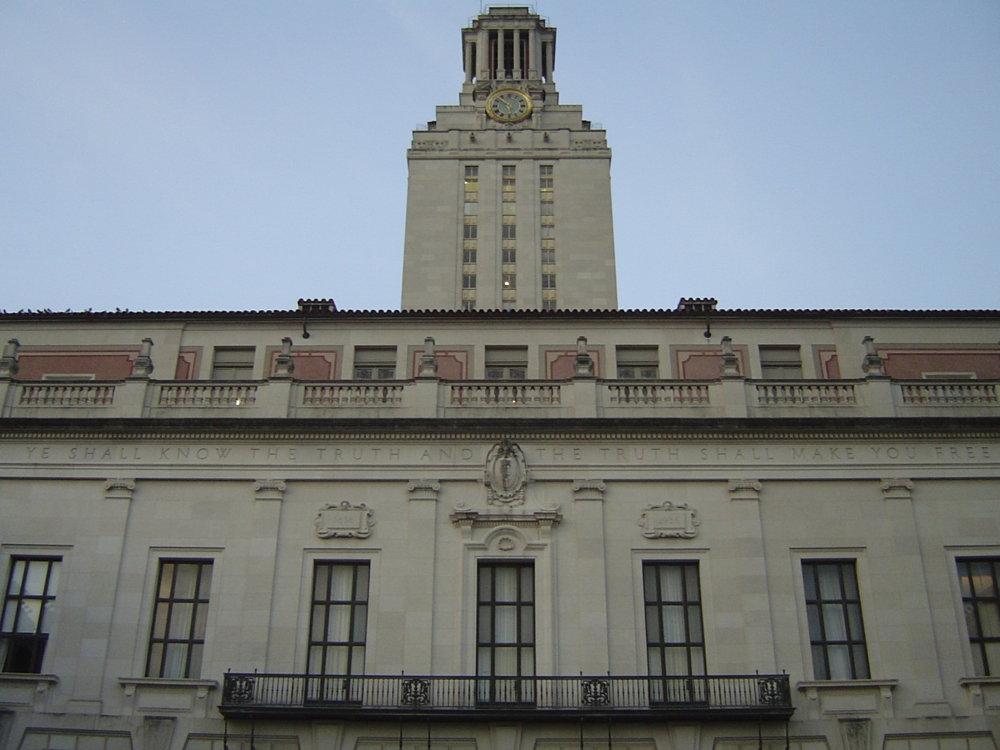 YE SHALL KNOW THE TRUTH AND THE TRUTH SHALL MAKE YOU FREE